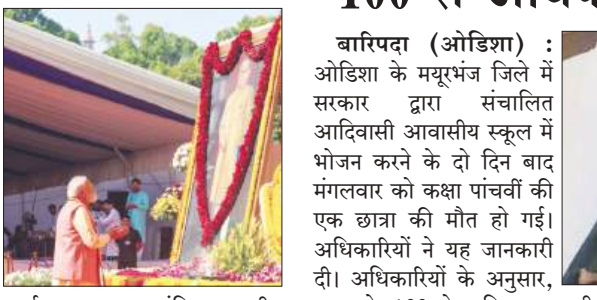 बारिपदा (ओडिशा) :
ओडिशा के मयूरभंज जिले में
सरकार द्वारा संचालित
आदिवासी आवासीय स्कूल में
भोजन करने के दो दिन बाद
मंगलवार को कक्षा पांचवीं की
एक छात्रा की मौत हो गई।
अधिकारियों ने यह जानकारी
दी। अधिकारियों के अनुसार,